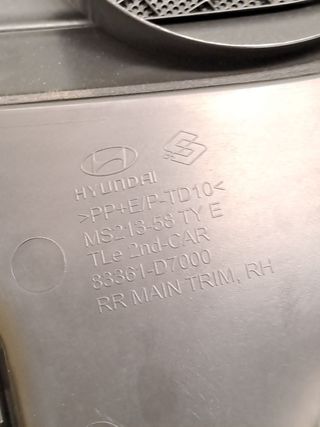 HYUNDAI
>PP+E/P-TD10<
MS213-58 TY E
TLe 2nd-CAR
83361-D7000
RR MAIN TRIM, RH